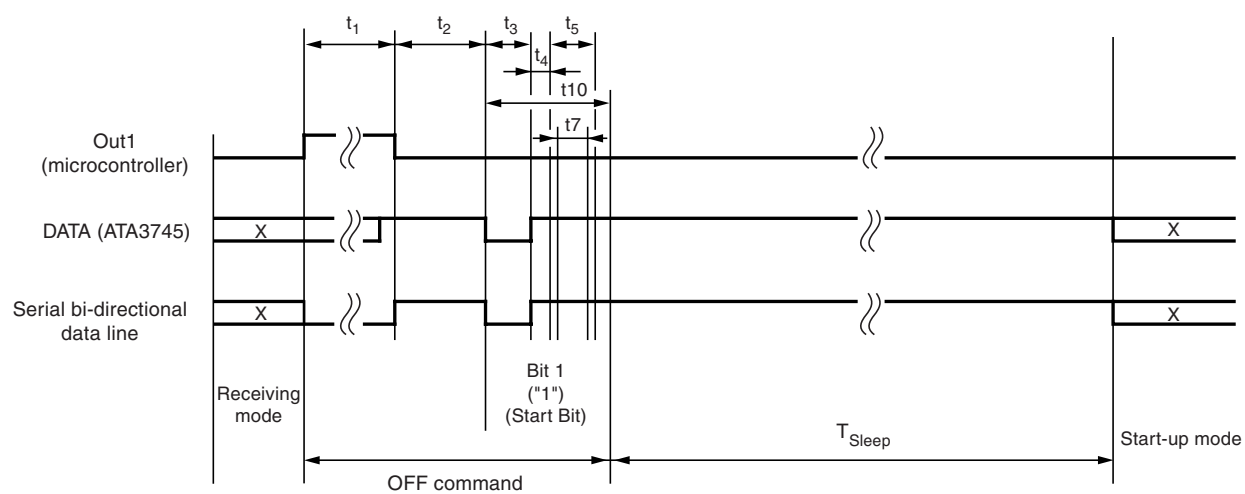 t1
t2
t3
t5
t4
t10
t7
Out1
(microcontroller)
DATA (ATA3745)
X
X
Serial bi-directional
data line
X
X
Receiving
mode
Bit 1
("1")
(Start Bit)
TSleep
Start-up mode
OFF command